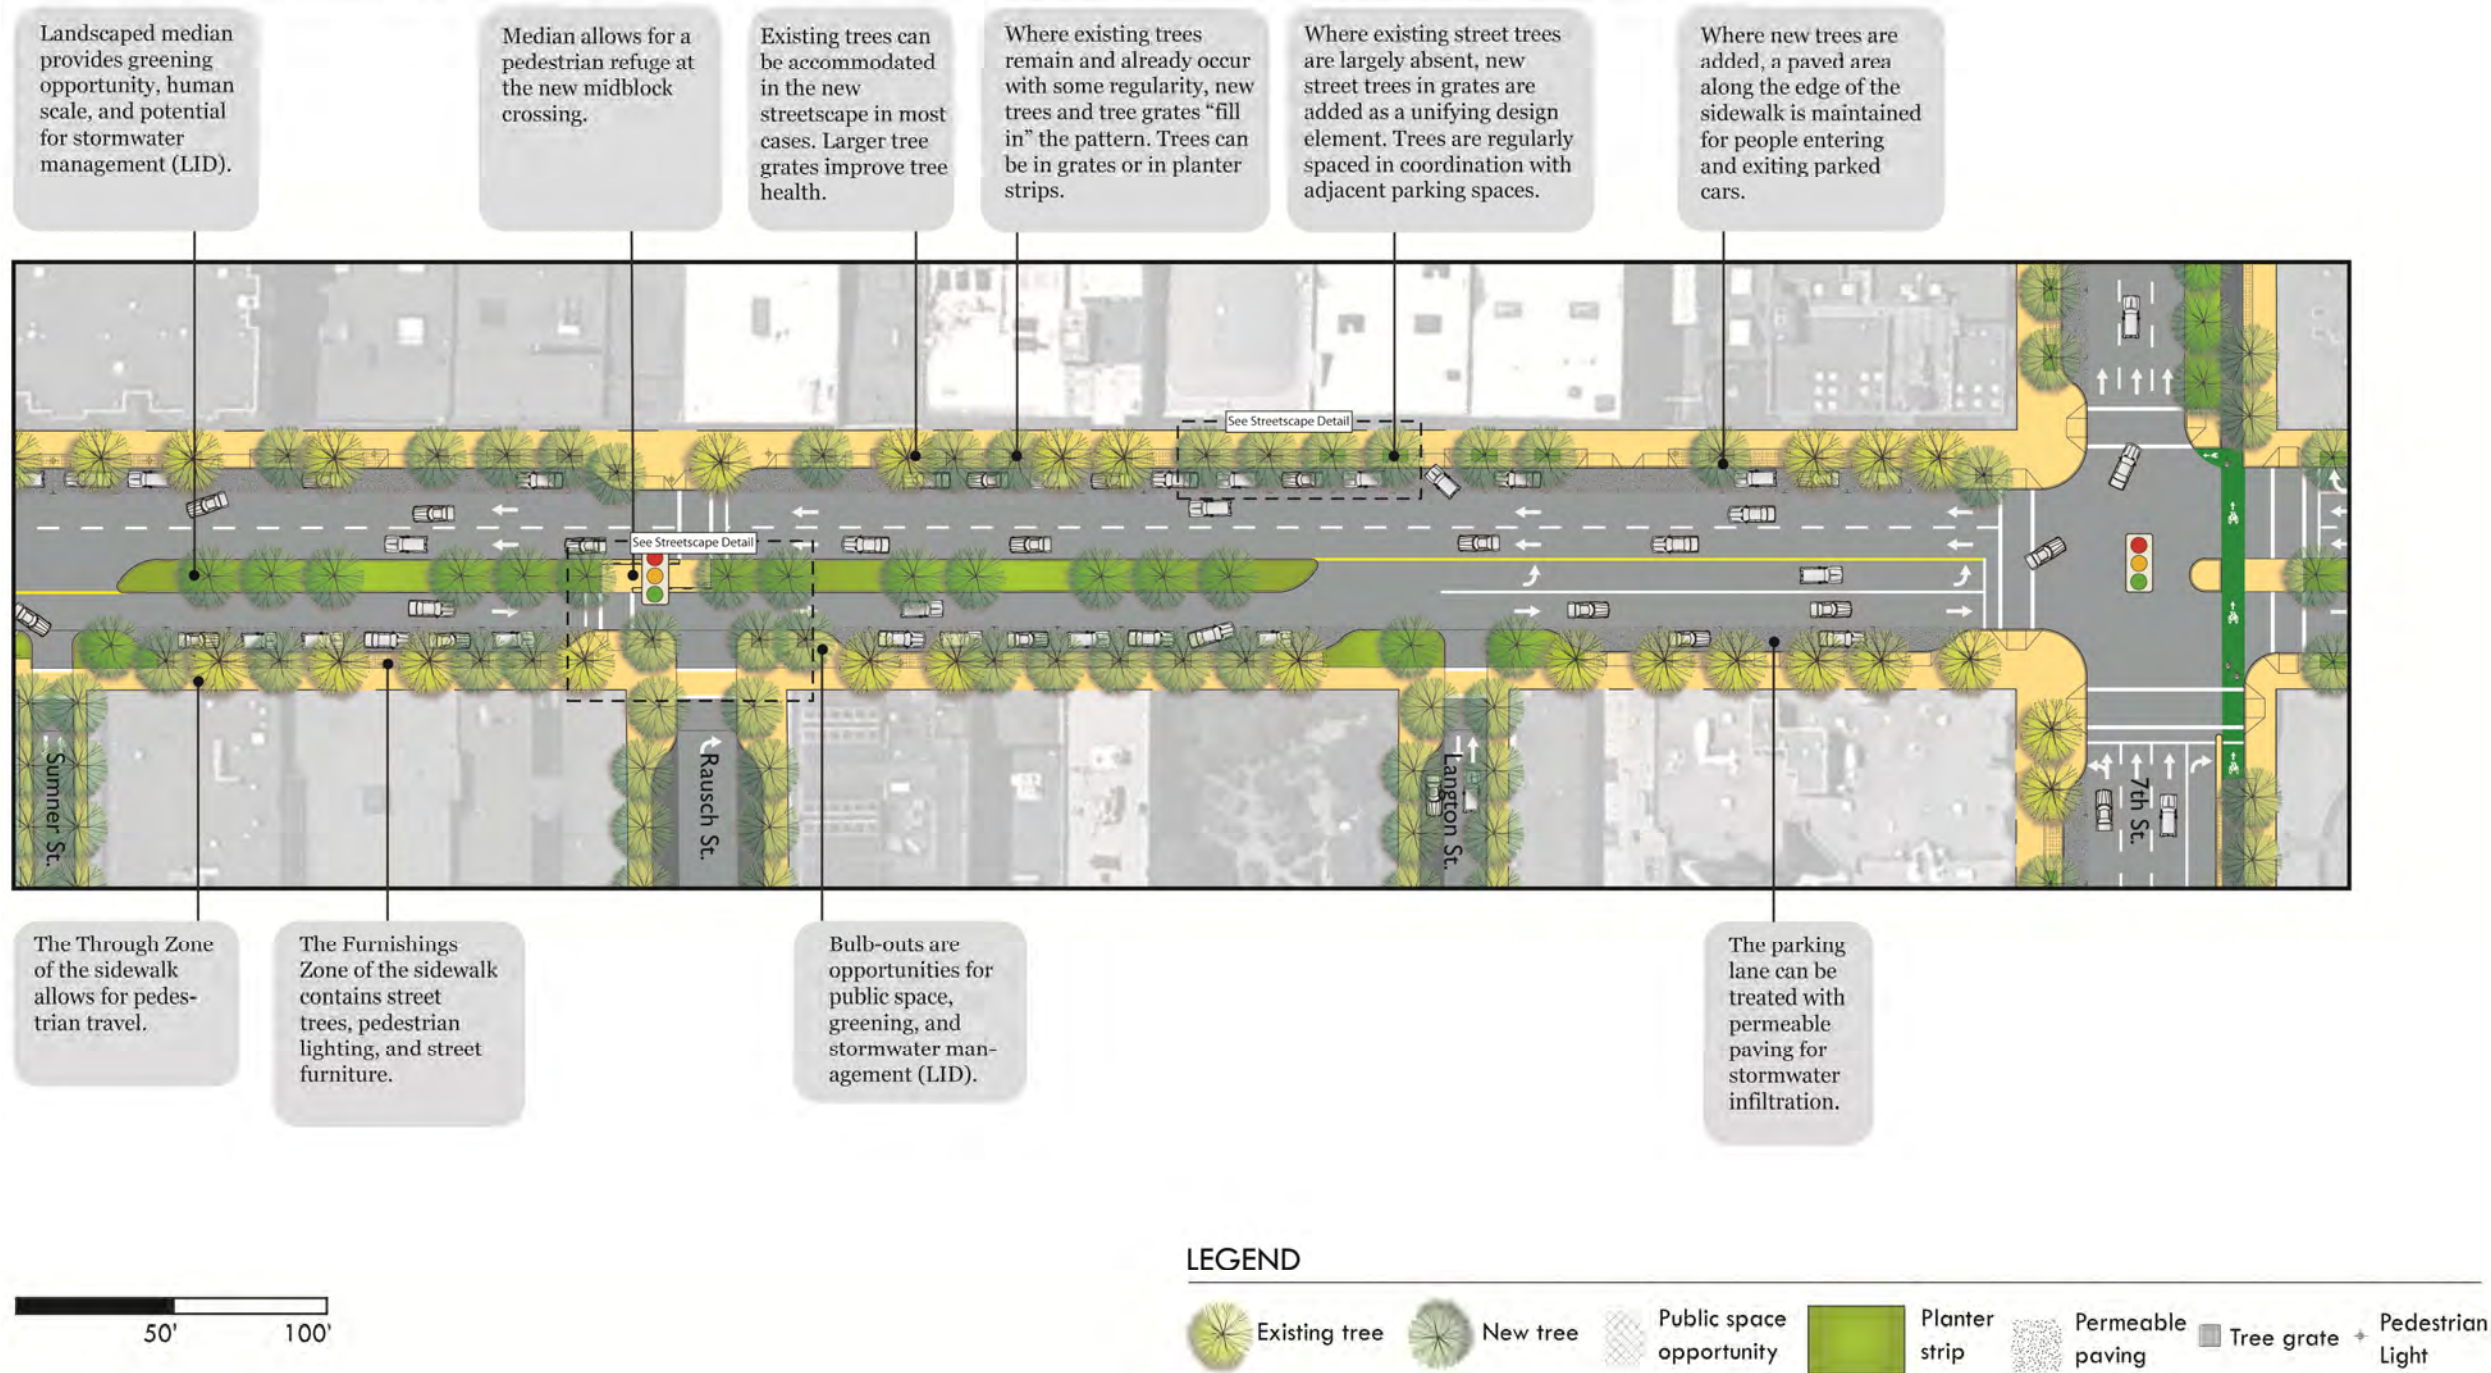 Landscaped median
provides greening
opportunity, human
scale, and potential
for stormwater
management (LID).
Median allows for a
pedestrian refuge at
the new midblock
crossing.
Existing trees can
be accommodated
in the new
streetscape in most
cases. Larger tree
grates improve tree
health.
Where existing trees
remain and already occur
with some regularity, new
trees and tree grates “fill
in” the pattern. Trees can
be in grates or in planter
strips.
Where existing street trees
are largely absent, new
street trees in grates are
added as a unifying design
element. Trees are regularly
spaced in coordination with
adjacent parking spaces.
Where new trees are
added, a paved area
along the edge of the
sidewalk is maintained
for people entering
and exiting parked
cars.
See Streetscape Detail
See Streetscape Detail
Sumner St.
Rausch St.
Langton St.
7th St.
The Through Zone
of the sidewalk
allows for pedes-
trian travel.
The Furnishings
Zone of the sidewalk
contains street
trees, pedestrian
lighting, and street
furniture.
Bulb-outs are
opportunities for
public space,
greening, and
stormwater man-
agement (LID).
The parking
lane can be
treated with
permeable
paving for
stormwater
infiltration.
50'
100'
LEGEND
Existing tree
New tree
Public space
opportunity
Planter
strip
Permeable
paving
Tree grate
Pedestrian
Light